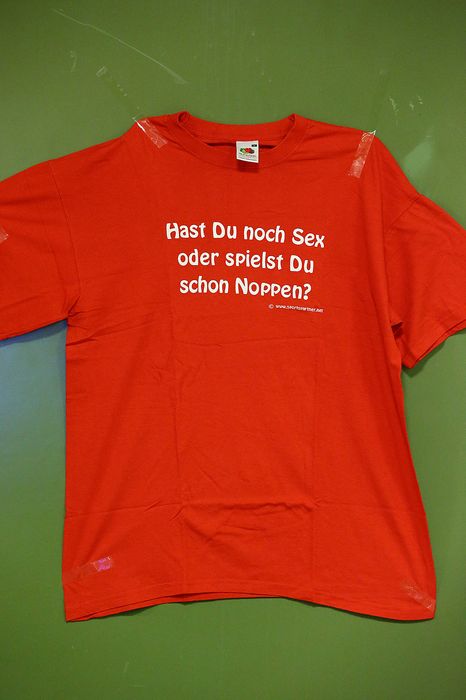 Hast Du noch Sex
oder spielst Du
schon Noppen?